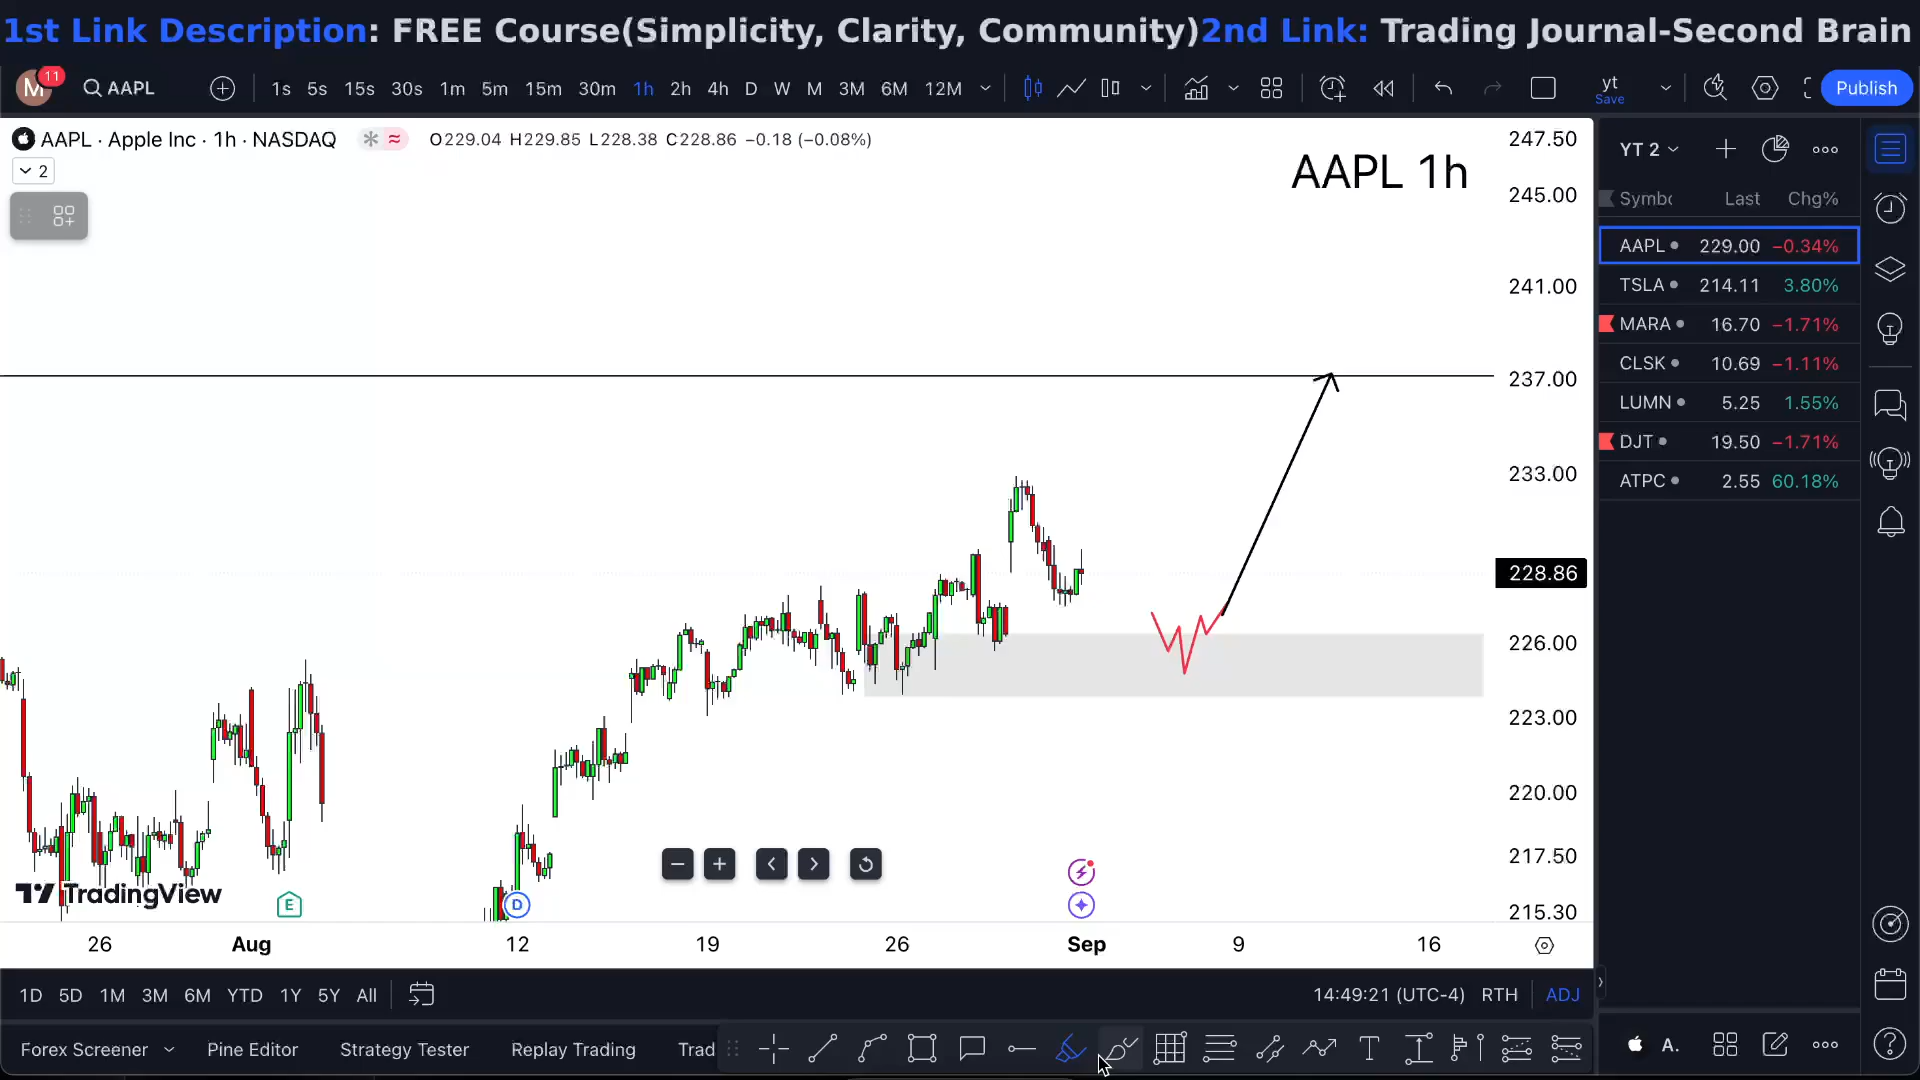 1st Link Description: FREE Course(Simplicity, Clarity, Community)2nd Link: Trading Journal-Second Brain
M 11 AAPL 1s 5s 15s 30s 1m 5m 15m 30m 1h 2h 4h D W M 3M 6M 12M yt Save Publish
AAPL · Apple Inc · 1h · NASDAQ O229.04 H229.85 L228.38 C228.86 −0.18 (−0.08%)
2
AAPL 1h
247.50
245.00
241.00
237.00
233.00
228.86
226.00
223.00
220.00
217.50
215.30
YT 2
Symbo Last Chg%
AAPL 229.00 −0.34%
TSLA 214.11 3.80%
MARA 16.70 −1.71%
CLSK 10.69 −1.11%
LUMN 5.25 1.55%
DJT 19.50 −1.71%
ATPC 2.55 60.18%
TradingView
E D
26 Aug 12 19 26 Sep 9 16
1D 5D 1M 3M 6M YTD 1Y 5Y All 14:49:21 (UTC-4) RTH ADJ
Forex Screener Pine Editor Strategy Tester Replay Trading Trad T A.